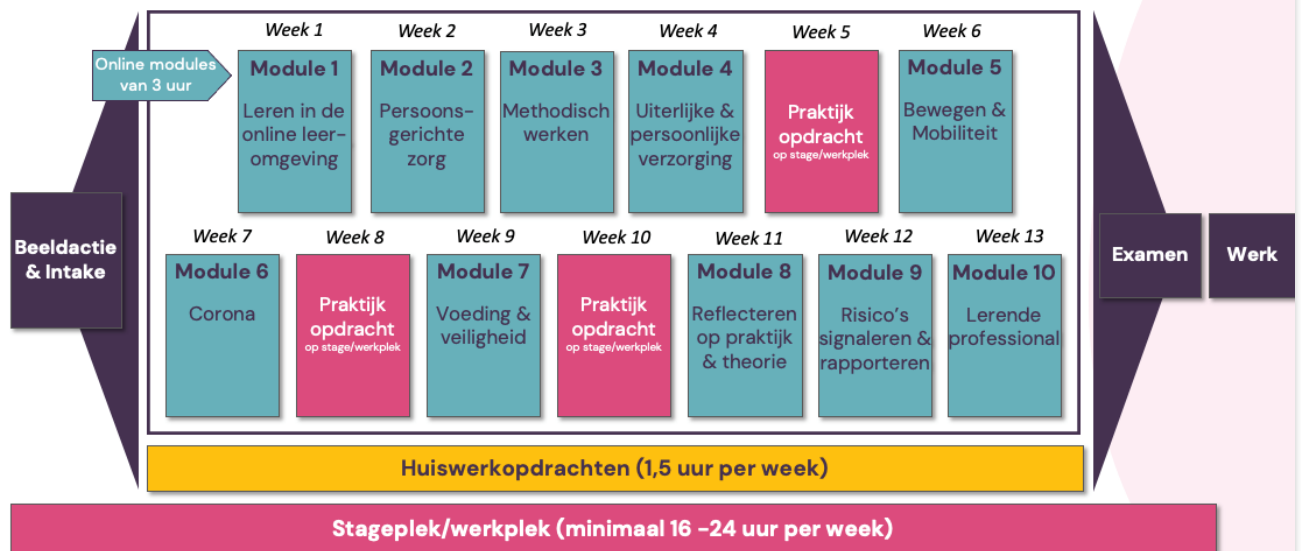 Week 1
Week 2
Week 3
Week 4
Week 5
Week 6
Online modules
van 3 uur
Module 1
Leren in de
online leer-
omgeving
Module 2
Persoons-
gerichte
zorg
Module 3
Methodisch
werken
Module 4
Uiterlijke &
persoonlijke
verzorging
Praktijk
opdracht
op stage/werkplek
Module 5
Bewegen &
Mobiliteit
Beeldactie
& Intake
Week 7
Week 8
Week 9
Week 10
Week 11
Week 12
Week 13
Module 6
Corona
Praktijk
opdracht
op stage/werkplek
Module 7
Voeding &
veiligheid
Praktijk
opdracht
op stage/werkplek
Module 8
Reflecteren
op praktijk
& theorie
Module 9
Risico's
signaleren &
rapporteren
Module 10
Lerende
professional
Examen
Werk
Huiswerkopdrachten (1,5 uur per week)
Stageplek/werkplek (minimaal 16 -24 uur per week)